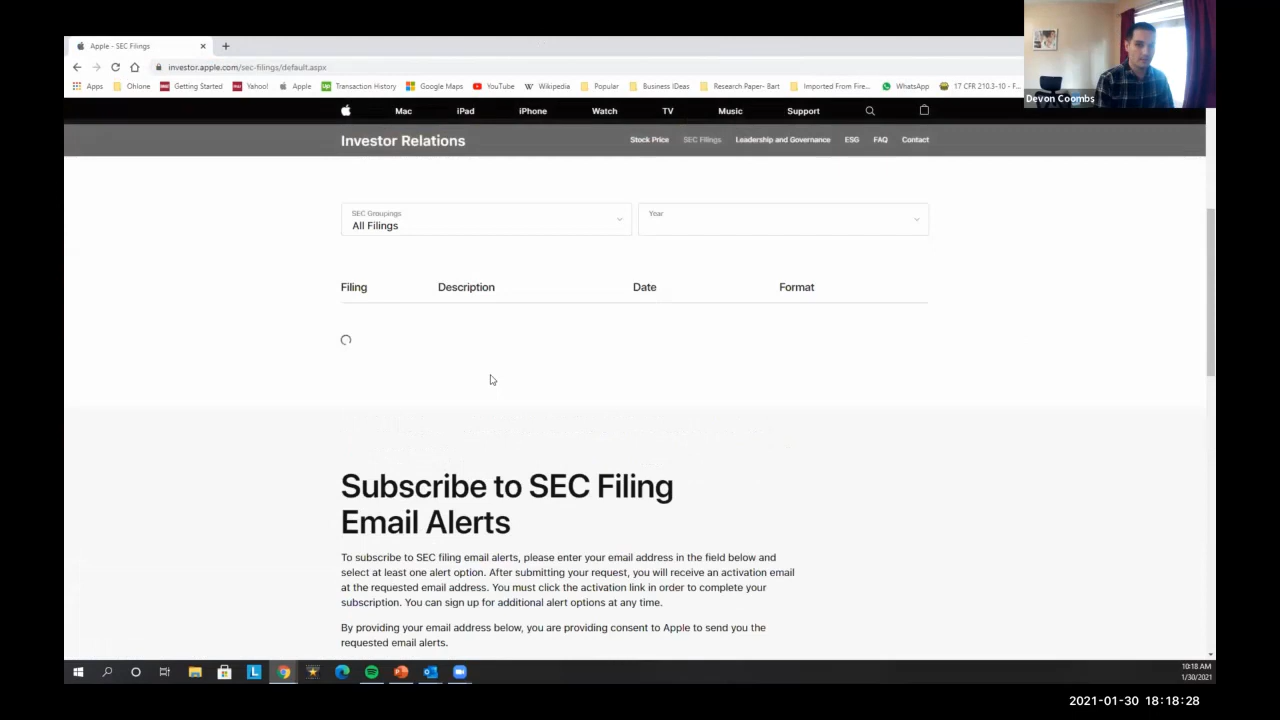 Apple - SEC Filings
investor.apple.com/sec-filings/default.aspx
Apps Ohlone Getting Started Yahoo! Apple Transaction History Google Maps YouTube Wikipedia Popular Business IDeas Research Paper- Bart Imported From Fire... WhatsApp 17 CFR 210.3-10 - F...
Devon Coombs
Mac iPad iPhone Watch TV Music Support
Investor Relations
Stock Price SEC Filings Leadership and Governance ESG FAQ Contact
SEC Groupings
All Filings
Year
Filing Description Date Format
Subscribe to SEC Filing
Email Alerts
To subscribe to SEC filing email alerts, please enter your email address in the field below and
select at least one alert option. After submitting your request, you will receive an activation email
at the requested email address. You must click the activation link in order to complete your
subscription. You can sign up for additional alert options at any time.
By providing your email address below, you are providing consent to Apple to send you the
requested email alerts.
10:18 AM
1/30/2021
2021-01-30 18:18:28